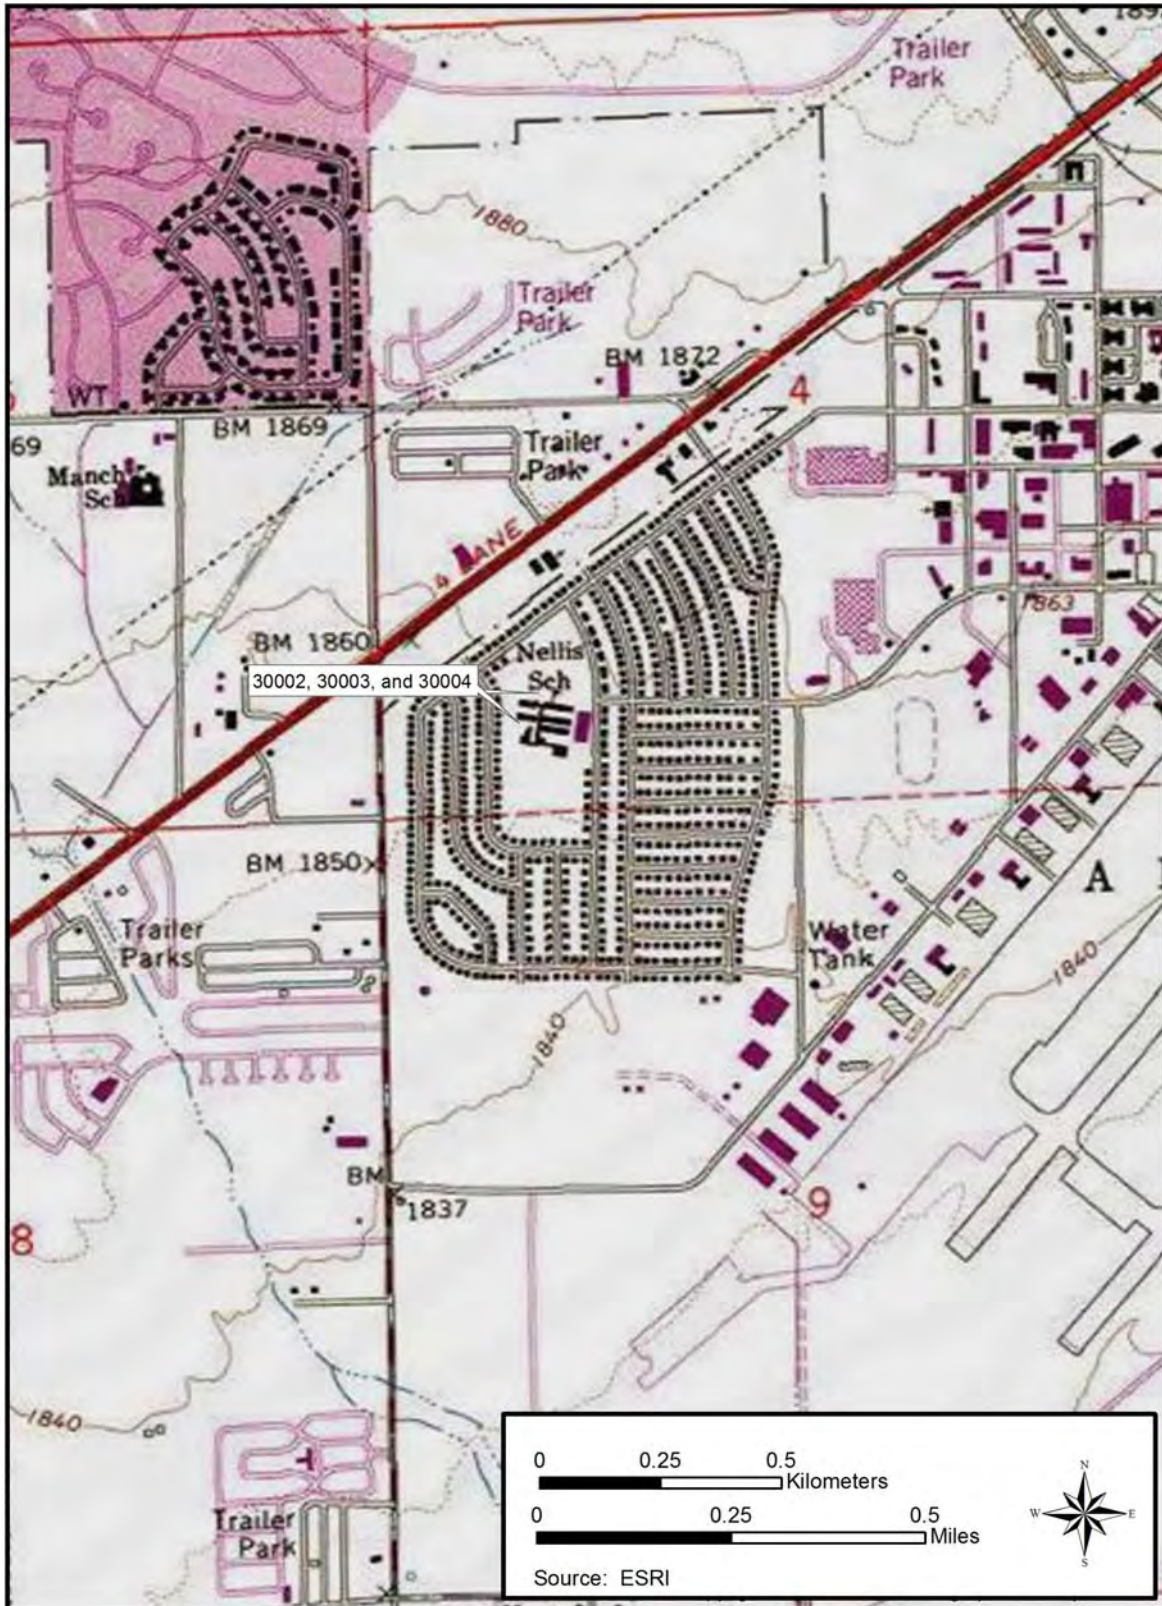 Trailer
Park
1880
Trailer
Park
BM 1872
4
WT
BM 1869
69
Trailer
Park
Manch
Sch
4 LANE
1863
BM 1860
Nellis
Sch
30002, 30003, and 30004
BM 1850
A
Trailer
Parks
Water
Tank
1840
1840
BM
1837
9
8
1840
Trailer
Park
0 0.25 0.5
Kilometers
0 0.25 0.5
Miles
N
W E
S
Source: ESRI